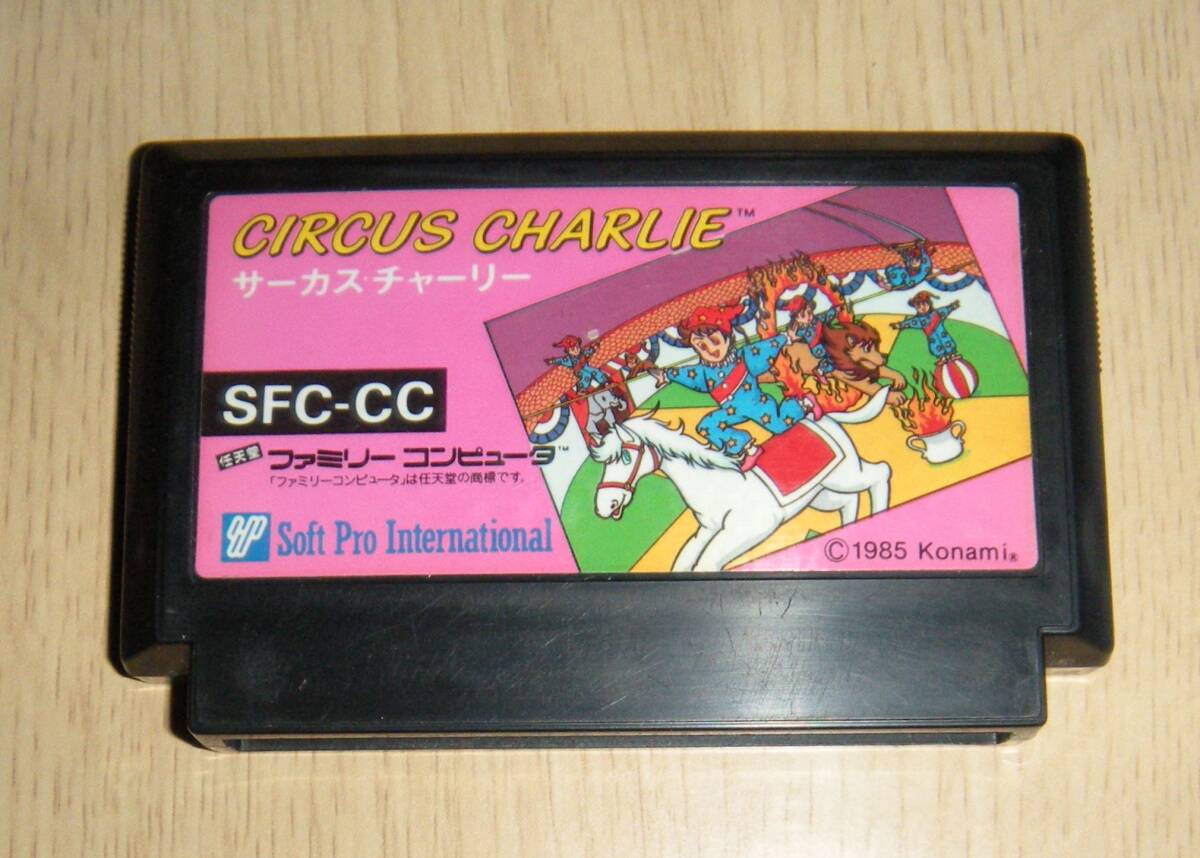 CIRCUS CHARLIE™
サーカス・チャーリー
SFC-CC
任天堂 ファミリー コンピュータ™
「ファミリーコンピュータ」は任天堂の商標です。
Soft Pro International
©1985 Konami®